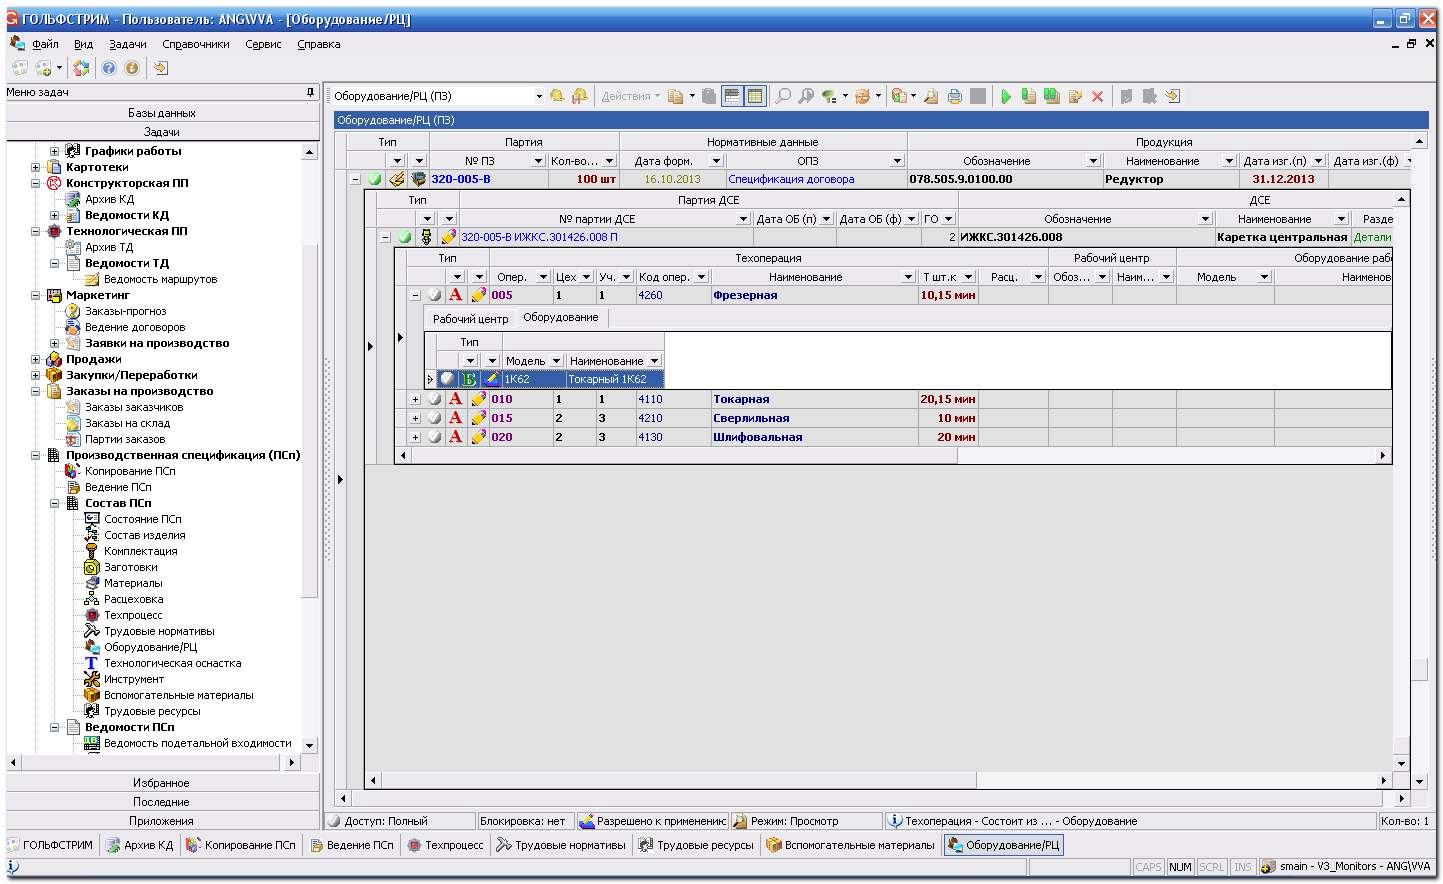 ГОЛЬФСТРИМ - Пользователь: ANG\VVA - [Оборудование/РЦ]
Файл Вид Задачи Справочники Сервис Справка
Меню задач
Базы данных
Задачи
Графики работы
Картотеки
Конструкторская ПП
Архив КД
Ведомости КД
Технологическая ПП
Архив ТД
Ведомости ТД
Ведомость маршрутов
Маркетинг
Заказы-прогноз
Ведение договоров
Заявки на производство
Продажи
Закупки/Переработки
Заказы на производство
Заказы заказчиков
Заказы на склад
Партии заказов
Производственная спецификация (ПСп)
Копирование ПСп
Ведение ПСп
Состав ПСп
Состояние ПСп
Состав изделия
Комплектация
Заготовки
Материалы
Расцеховка
Техпроцесс
Трудовые нормативы
Оборудование/РЦ
Технологическая оснастка
Инструмент
Вспомогательные материалы
Трудовые ресурсы
Ведомости ПСп
Ведомость подетальной входимости
Избранное
Последние
Приложения
Оборудование/РЦ (ПЗ) Действия
Оборудование/РЦ (ПЗ)
Тип Партия Нормативные данные Продукция
№ ПЗ Кол-во... Дата форм. ОПЗ Обозначение Наименование Дата изг.(п) Дата изг.(ф)
320-005-В 100 шт 16.10.2013 Спецификация договора 078.505.9.0100.00 Редуктор 31.12.2013
Тип Партия ДСЕ ДСЕ
№ партии ДСЕ Дата ОБ (п) Дата ОБ (ф) ГО Обозначение Наименование Разде
320-005-В ИЖКС.301426.008 П 2 ИЖКС.301426.008 Каретка центральная Детали
Тип Техоперация Рабочий центр Оборудование рабо
Опер. Цех Уч. Код опер. Наименование Т шт.к Расц. Обоз... Наим... Модель Наименов
А 005 1 1 4260 Фрезерная 10,15 мин
Рабочий центр Оборудование
Тип
Модель Наименование
Б 1К62 Токарный 1К62
А 010 1 1 4110 Токарная 20,15 мин
А 015 2 3 4210 Сверлильная 10 мин
А 020 2 3 4130 Шлифовальная 20 мин
Доступ: Полный Блокировка: нет Разрешено к применению Режим: Просмотр Техоперация - Состоит из ... - Оборудование Кол-во: 1
ГОЛЬФСТРИМ Архив КД Копирование ПСп Ведение ПСп Техпроцесс Трудовые нормативы Трудовые ресурсы Вспомогательные материалы Оборудование/РЦ
CAPS NUM SCRL INS smain - V3_Monitors - ANG\VVA